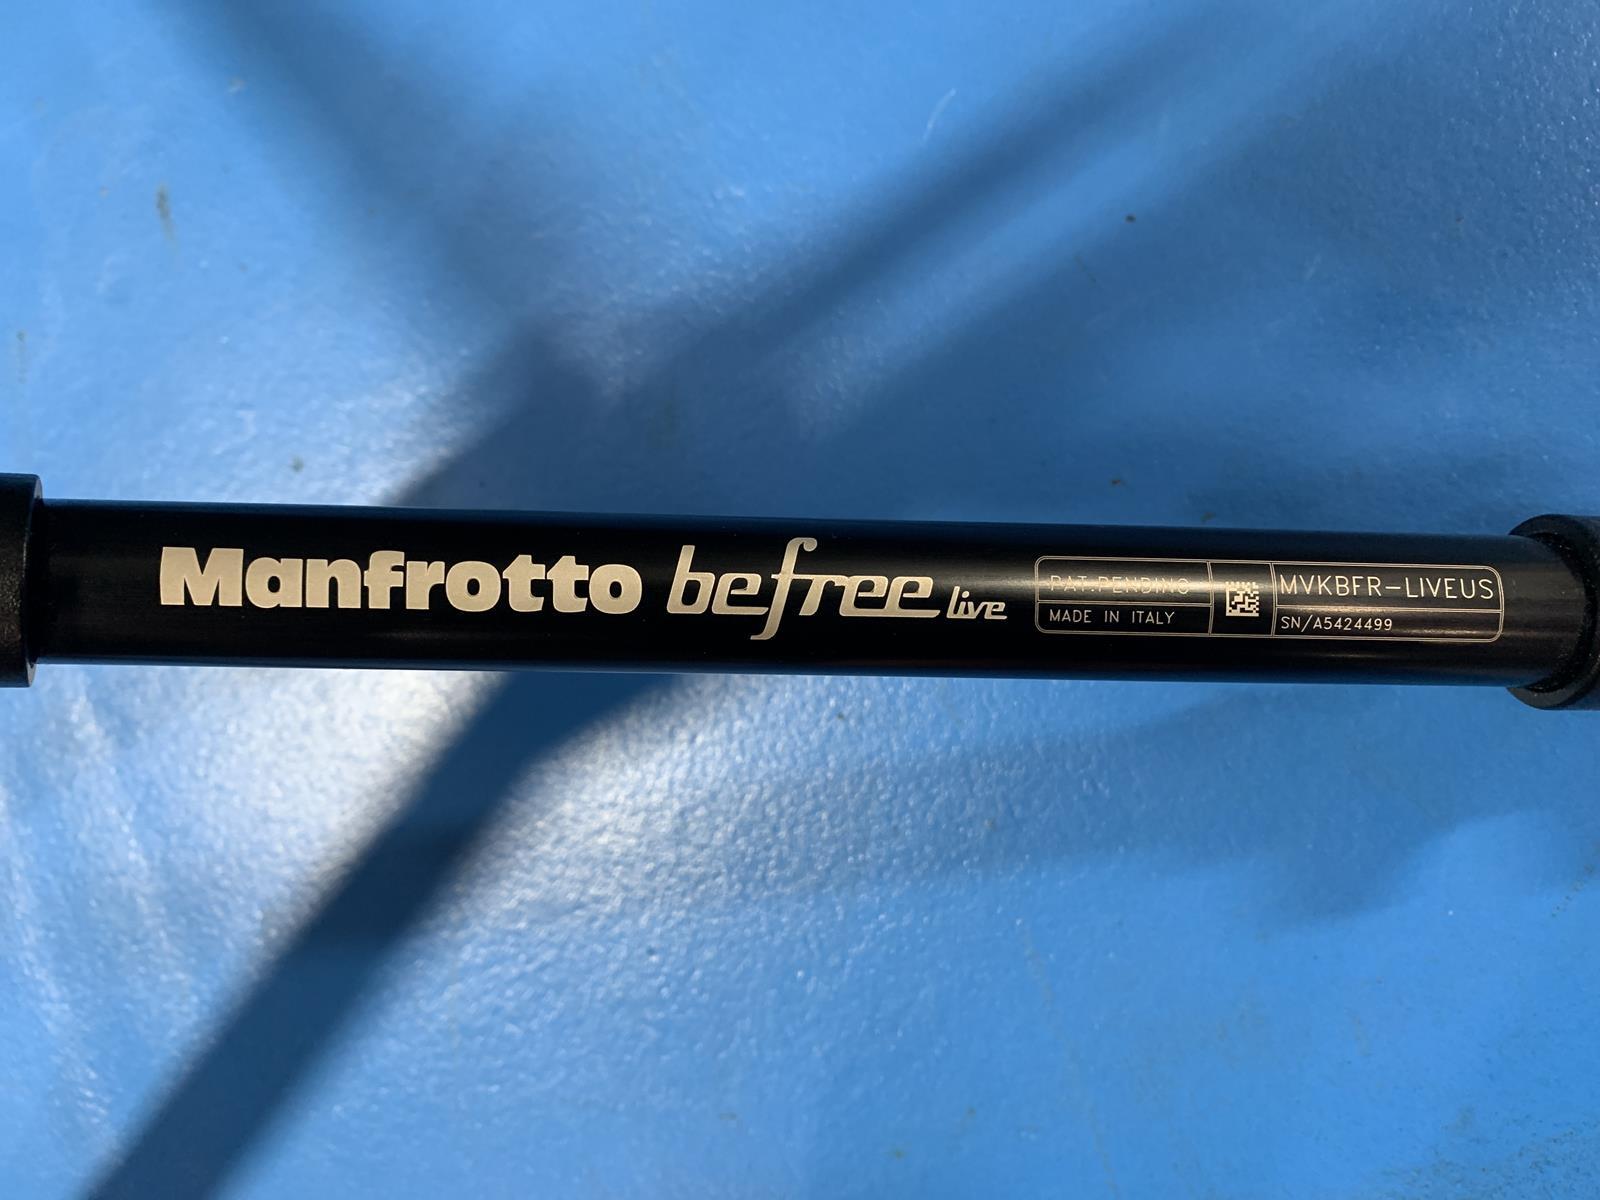 Manfrotto befree live
PAT.PENDING
MADE IN ITALY
MVKBFR-LIVEUS
SN/A5424499